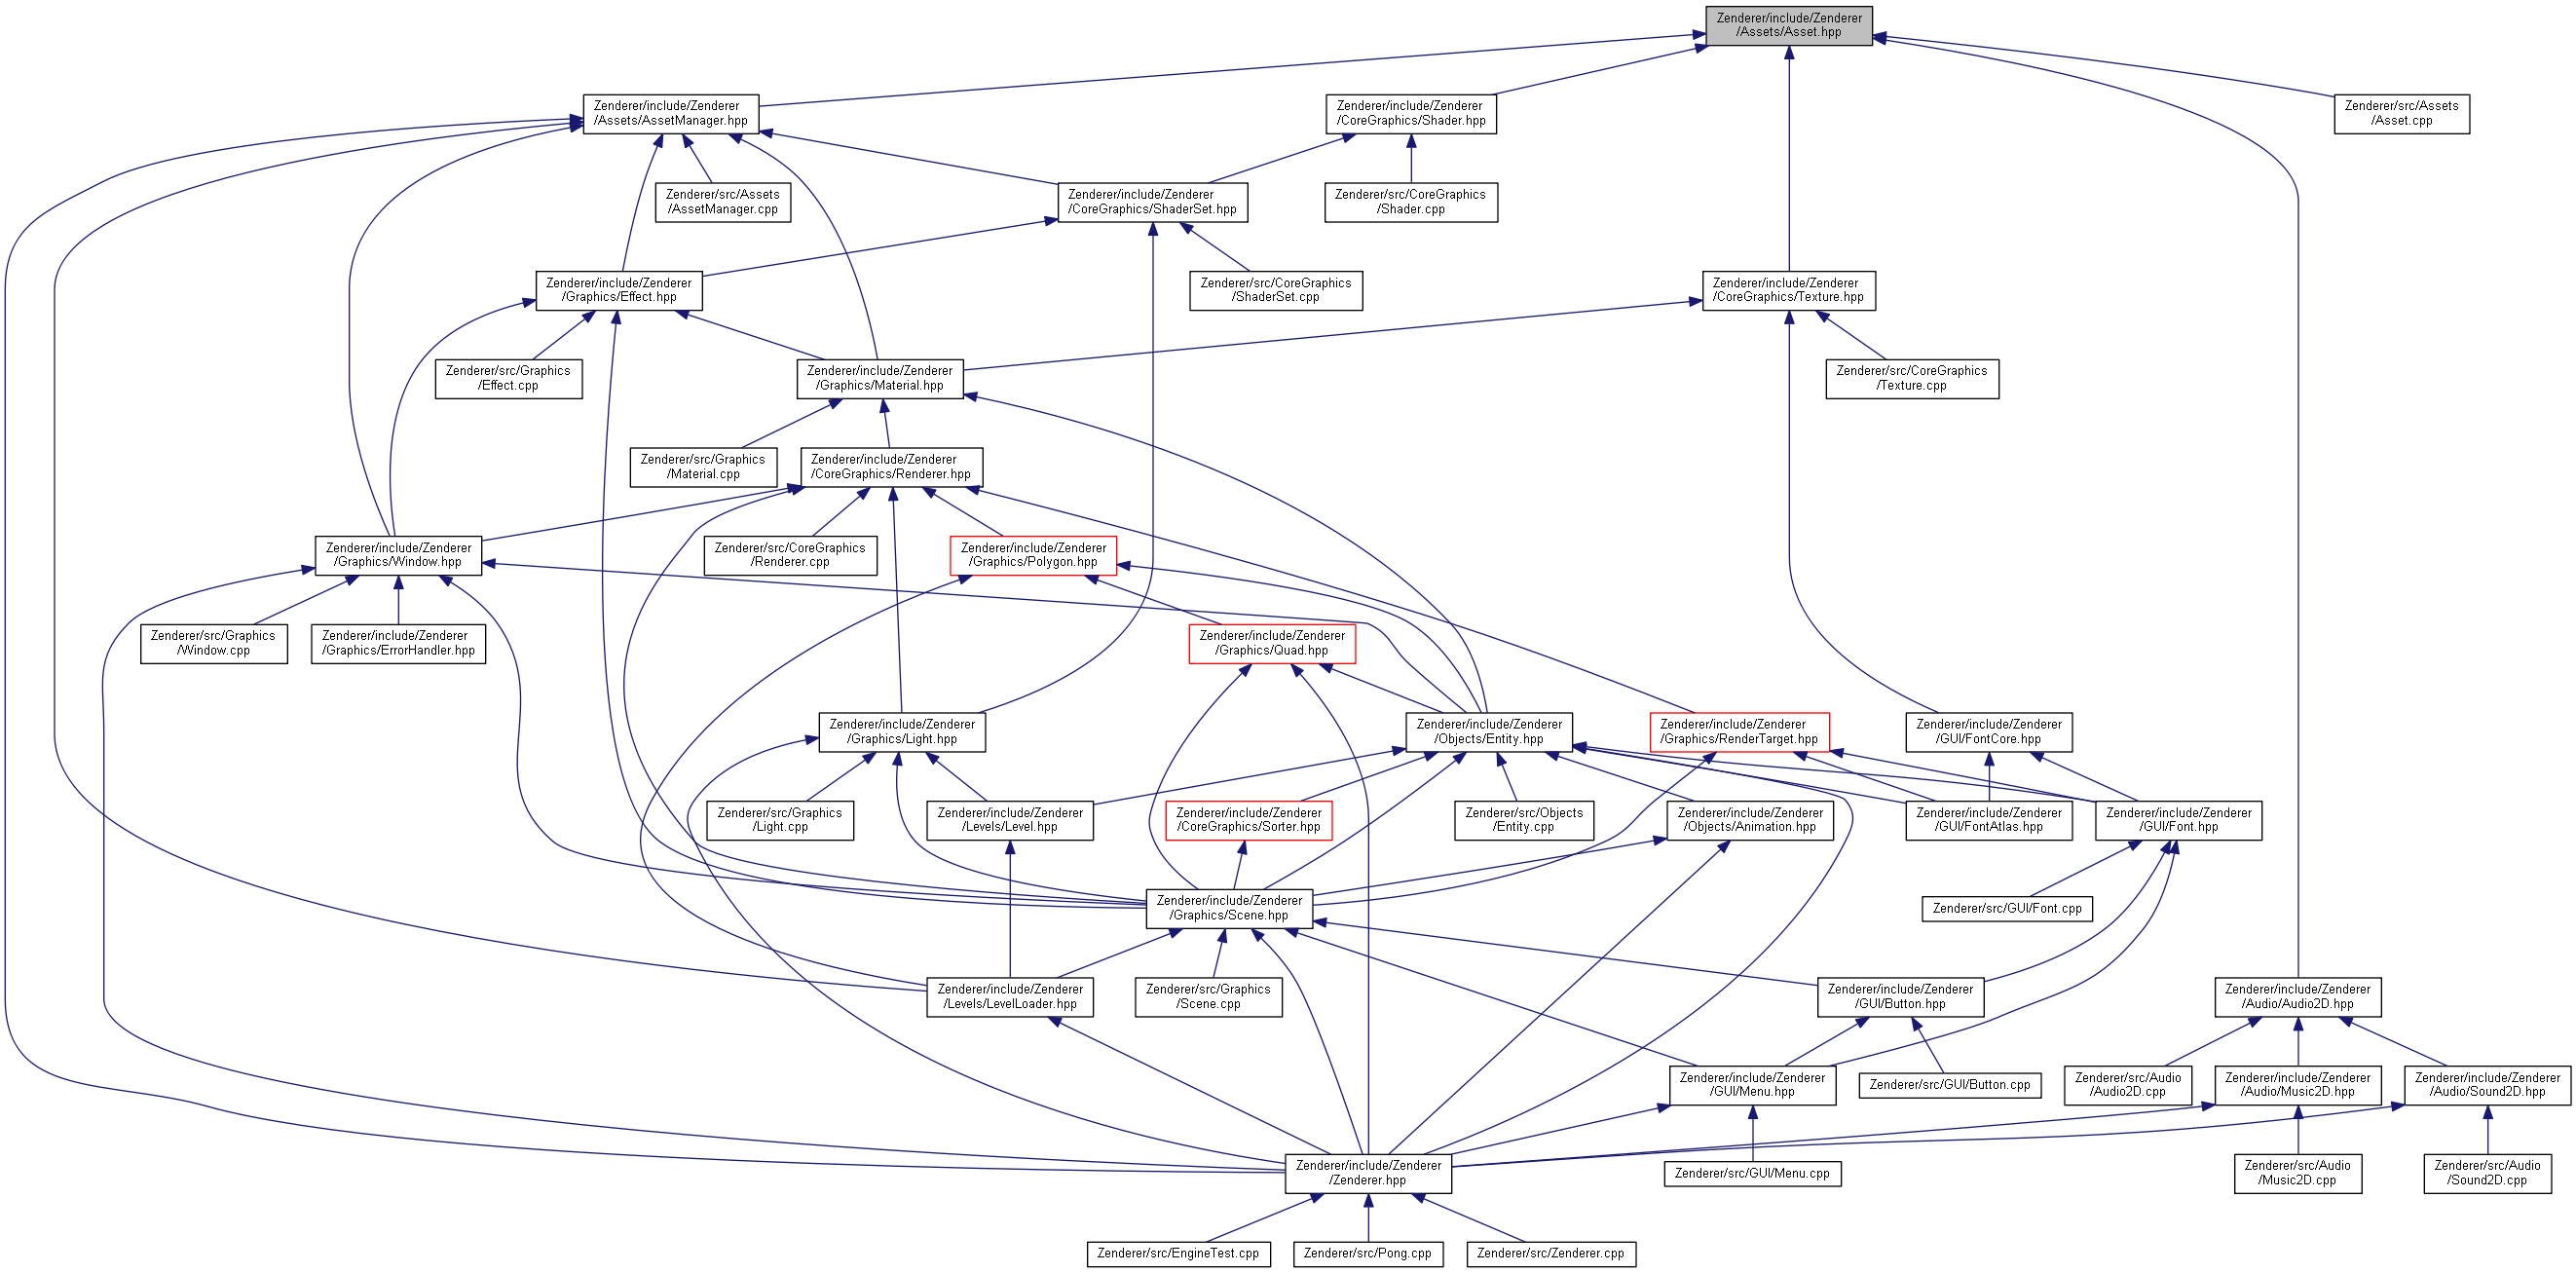 Zenderer/include/Zenderer
/Assets/Asset.hpp
Zenderer/include/Zenderer
/Assets/AssetManager.hpp
Zenderer/include/Zenderer
/CoreGraphics/Shader.hpp
Zenderer/src/Assets
/Asset.cpp
Zenderer/src/Assets
/AssetManager.cpp
Zenderer/include/Zenderer
/CoreGraphics/ShaderSet.hpp
Zenderer/src/CoreGraphics
/Shader.cpp
Zenderer/include/Zenderer
/Graphics/Effect.hpp
Zenderer/src/CoreGraphics
/ShaderSet.cpp
Zenderer/include/Zenderer
/CoreGraphics/Texture.hpp
Zenderer/src/Graphics
/Effect.cpp
Zenderer/include/Zenderer
/Graphics/Material.hpp
Zenderer/src/CoreGraphics
/Texture.cpp
Zenderer/src/Graphics
/Material.cpp
Zenderer/include/Zenderer
/CoreGraphics/Renderer.hpp
Zenderer/include/Zenderer
/Graphics/Window.hpp
Zenderer/src/CoreGraphics
/Renderer.cpp
Zenderer/include/Zenderer
/Graphics/Polygon.hpp
Zenderer/src/Graphics
/Window.cpp
Zenderer/include/Zenderer
/Graphics/ErrorHandler.hpp
Zenderer/include/Zenderer
/Graphics/Quad.hpp
Zenderer/include/Zenderer
/Graphics/Light.hpp
Zenderer/include/Zenderer
/Objects/Entity.hpp
Zenderer/include/Zenderer
/Graphics/RenderTarget.hpp
Zenderer/include/Zenderer
/GUI/FontCore.hpp
Zenderer/src/Graphics
/Light.cpp
Zenderer/include/Zenderer
/Levels/Level.hpp
Zenderer/include/Zenderer
/CoreGraphics/Sorter.hpp
Zenderer/src/Objects
/Entity.cpp
Zenderer/include/Zenderer
/Objects/Animation.hpp
Zenderer/include/Zenderer
/GUI/FontAtlas.hpp
Zenderer/include/Zenderer
/GUI/Font.hpp
Zenderer/include/Zenderer
/Graphics/Scene.hpp
Zenderer/src/GUI/Font.cpp
Zenderer/include/Zenderer
/Levels/LevelLoader.hpp
Zenderer/src/Graphics
/Scene.cpp
Zenderer/include/Zenderer
/GUI/Button.hpp
Zenderer/include/Zenderer
/Audio/Audio2D.hpp
Zenderer/include/Zenderer
/GUI/Menu.hpp
Zenderer/src/GUI/Button.cpp
Zenderer/src/Audio
/Audio2D.cpp
Zenderer/include/Zenderer
/Audio/Music2D.hpp
Zenderer/include/Zenderer
/Audio/Sound2D.hpp
Zenderer/include/Zenderer
/Zenderer.hpp
Zenderer/src/GUI/Menu.cpp
Zenderer/src/Audio
/Music2D.cpp
Zenderer/src/Audio
/Sound2D.cpp
Zenderer/src/EngineTest.cpp
Zenderer/src/Pong.cpp
Zenderer/src/Zenderer.cpp